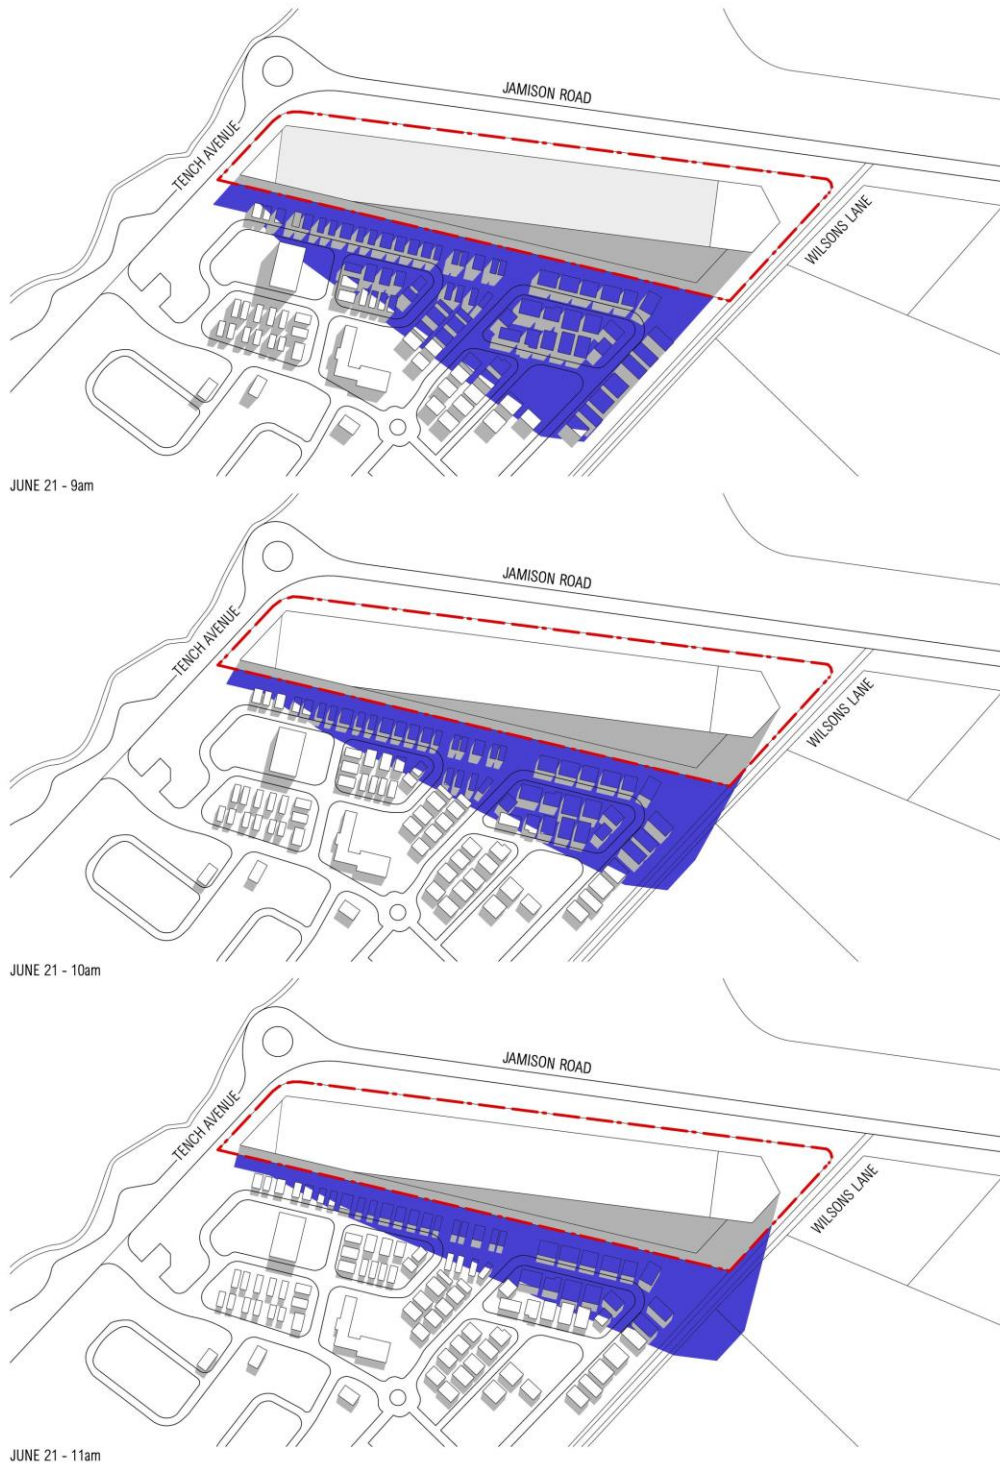 JAMISON ROAD
TENCH AVENUE
WILSONS LANE
JUNE 21 - 9am
JAMISON ROAD
TENCH AVENUE
WILSONS LANE
JUNE 21 - 10am
JAMISON ROAD
TENCH AVENUE
WILSONS LANE
JUNE 21 - 11am